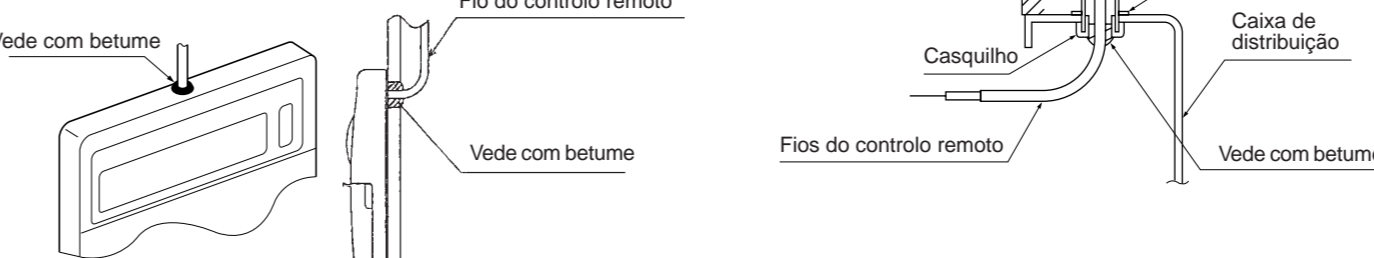 Fio do controlo remoto
Vede com betume
Vede com betume
Caixa de
distribuição
Casquilho
Fios do controlo remoto
Vede com betume